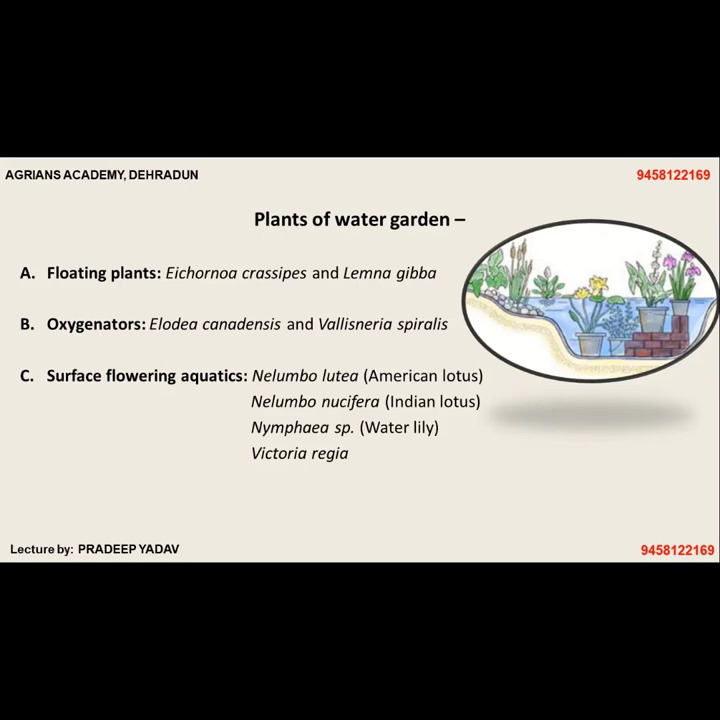 AGRIANS ACADEMY, DEHRADUN 9458122169
Plants of water garden –
A. Floating plants: Eichornoa crassipes and Lemna gibba
B. Oxygenators: Elodea canadensis and Vallisneria spiralis
C. Surface flowering aquatics: Nelumbo lutea (American lotus)
Nelumbo nucifera (Indian lotus)
Nymphaea sp. (Water lily)
Victoria regia
Lecture by: PRADEEP YADAV 9458122169